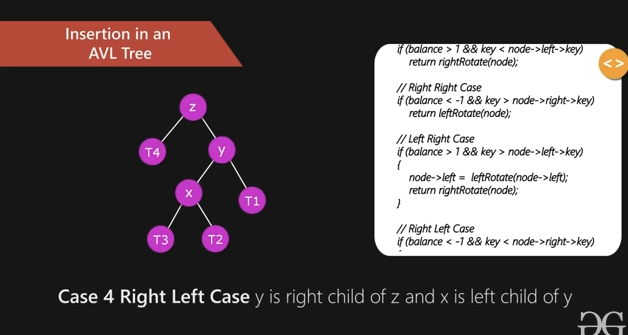 Insertion in an
AVL Tree
if (balance > 1 && key < node->left->key)
return rightRotate(node);
// Right Right Case
if (balance < -1 && key > node->right->key)
return leftRotate(node);
// Left Right Case
if (balance > 1 && key > node->left->key)
{
node->left = leftRotate(node->left);
return rightRotate(node);
}
// Right Left Case
if (balance < -1 && key < node->right->key)
< >
z
T4
y
x
T1
T3
T2
Case 4 Right Left Case y is right child of z and x is left child of y